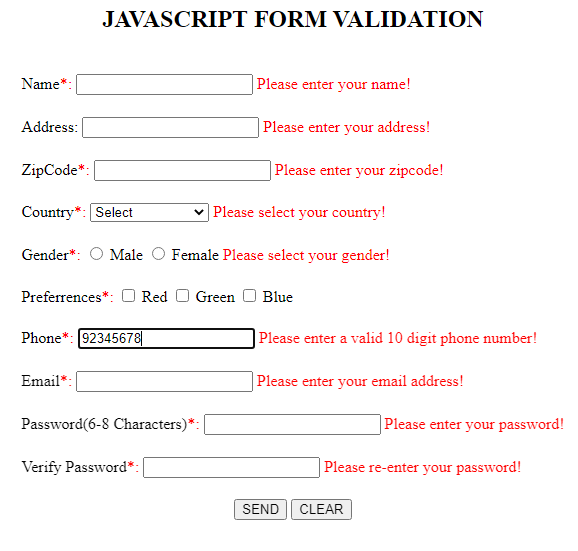 JAVASCRIPT FORM VALIDATION
Name*: Please enter your name!
Address: Please enter your address!
ZipCode*: Please enter your zipcode!
Country*: Select Please select your country!
Gender*: Male Female Please select your gender!
Preferrences*: Red Green Blue
Phone*: 92345678 Please enter a valid 10 digit phone number!
Email*: Please enter your email address!
Password(6-8 Characters)*: Please enter your password!
Verify Password*: Please re-enter your password!
SEND CLEAR